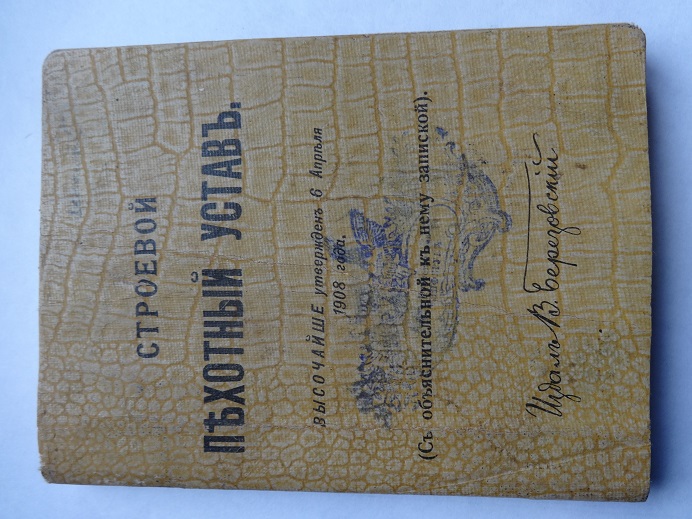 СТРОЕВОЙ
ПѢХОТНЫЙ УСТАВЪ.
ВЫСОЧАЙШЕ утвержденъ 6 Апрѣля
1908 года.
(Съ объяснительной къ нему запиской).
Издалъ В. Березовскій